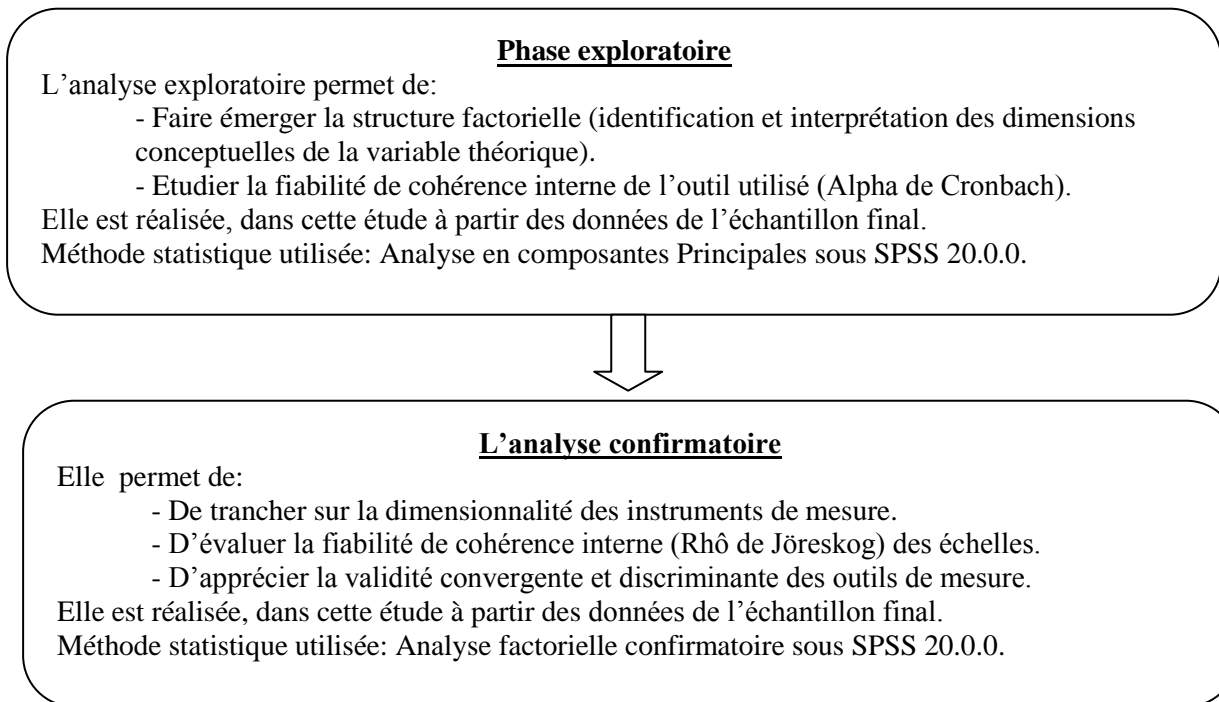 Phase exploratoire
L’analyse exploratoire permet de:
- Faire émerger la structure factorielle (identification et interprétation des dimensions
conceptuelles de la variable théorique).
- Etudier la fiabilité de cohérence interne de l’outil utilisé (Alpha de Cronbach).
Elle est réalisée, dans cette étude à partir des données de l’échantillon final.
Méthode statistique utilisée: Analyse en composantes Principales sous SPSS 20.0.0.
L’analyse confirmatoire
Elle  permet de:
- De trancher sur la dimensionnalité des instruments de mesure.
- D’évaluer la fiabilité de cohérence interne (Rhô de Jöreskog) des échelles.
- D’apprécier la validité convergente et discriminante des outils de mesure.
Elle est réalisée, dans cette étude à partir des données de l’échantillon final.
Méthode statistique utilisée: Analyse factorielle confirmatoire sous SPSS 20.0.0.